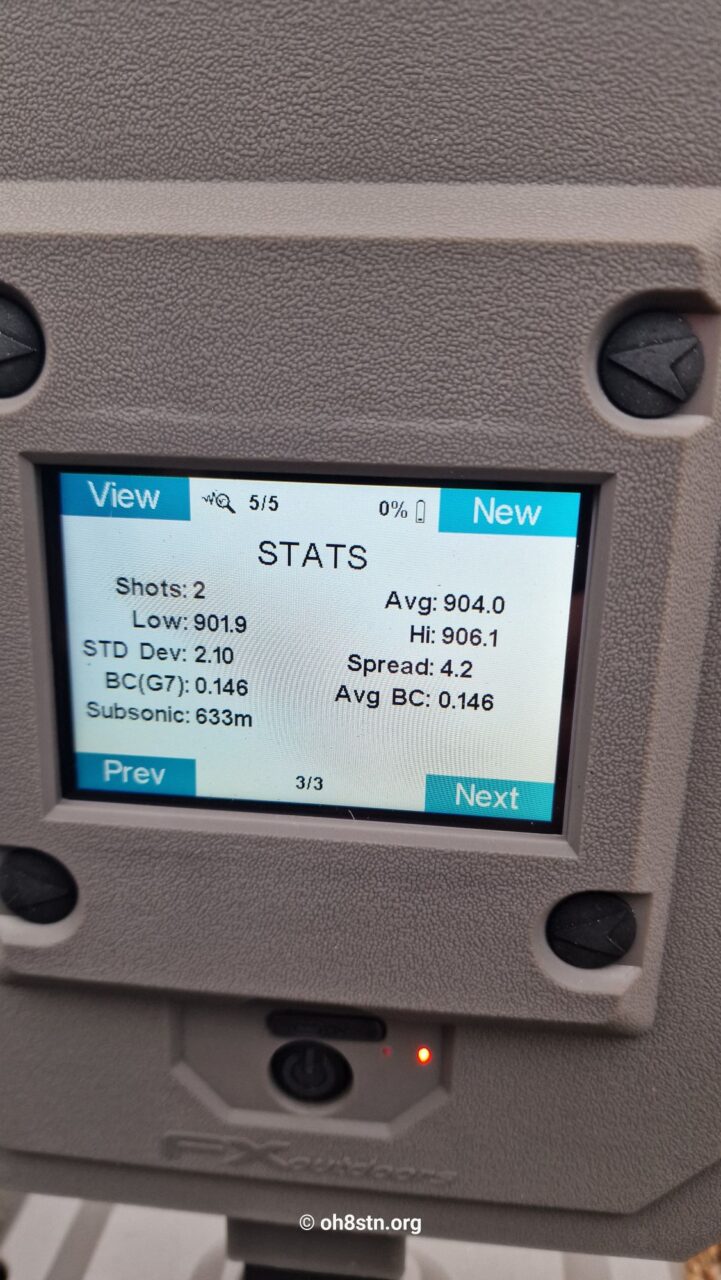 View 5/5 0% New
STATS
Shots: 2 Avg: 904.0
Low: 901.9 Hi: 906.1
STD Dev: 2.10 Spread: 4.2
BC(G7): 0.146 Avg BC: 0.146
Subsonic: 633m
Prev 3/3 Next
FX outdoors
© oh8stn.org